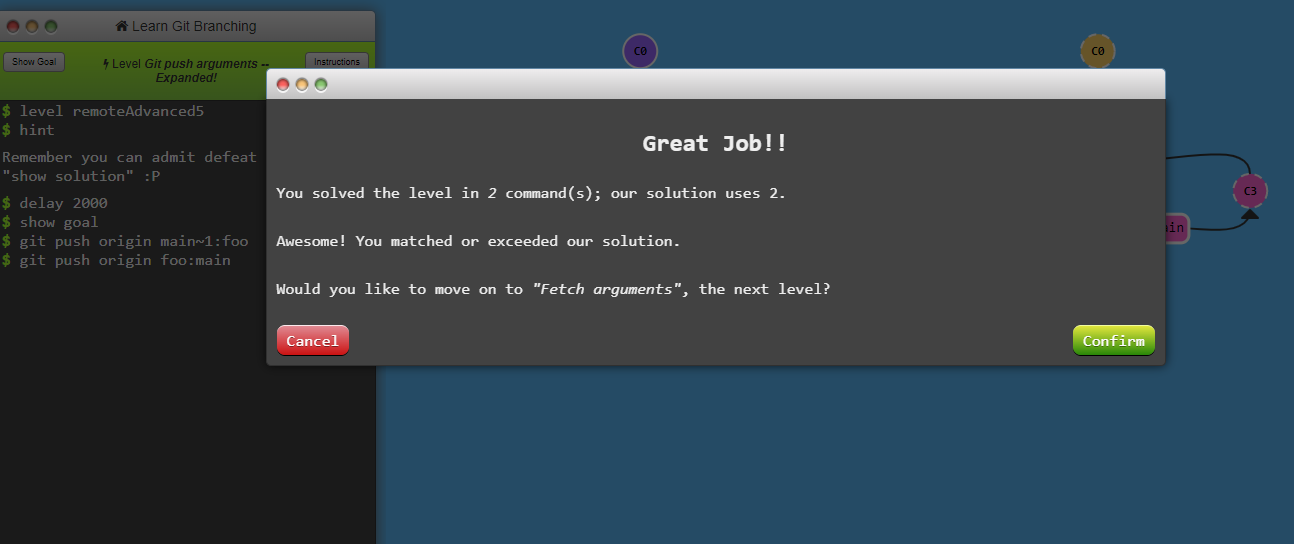 Learn Git Branching
Show Goal
Level Git push arguments --
Expanded!
Instructions
$ level remoteAdvanced5
$ hint
Remember you can admit defeat
"show solution" :P
$ delay 2000
$ show goal
$ git push origin main~1:foo
$ git push origin foo:main
C0
C0
C3
Great Job!!
You solved the level in 2 command(s); our solution uses 2.
Awesome! You matched or exceeded our solution.
Would you like to move on to "Fetch arguments", the next level?
Cancel
Confirm